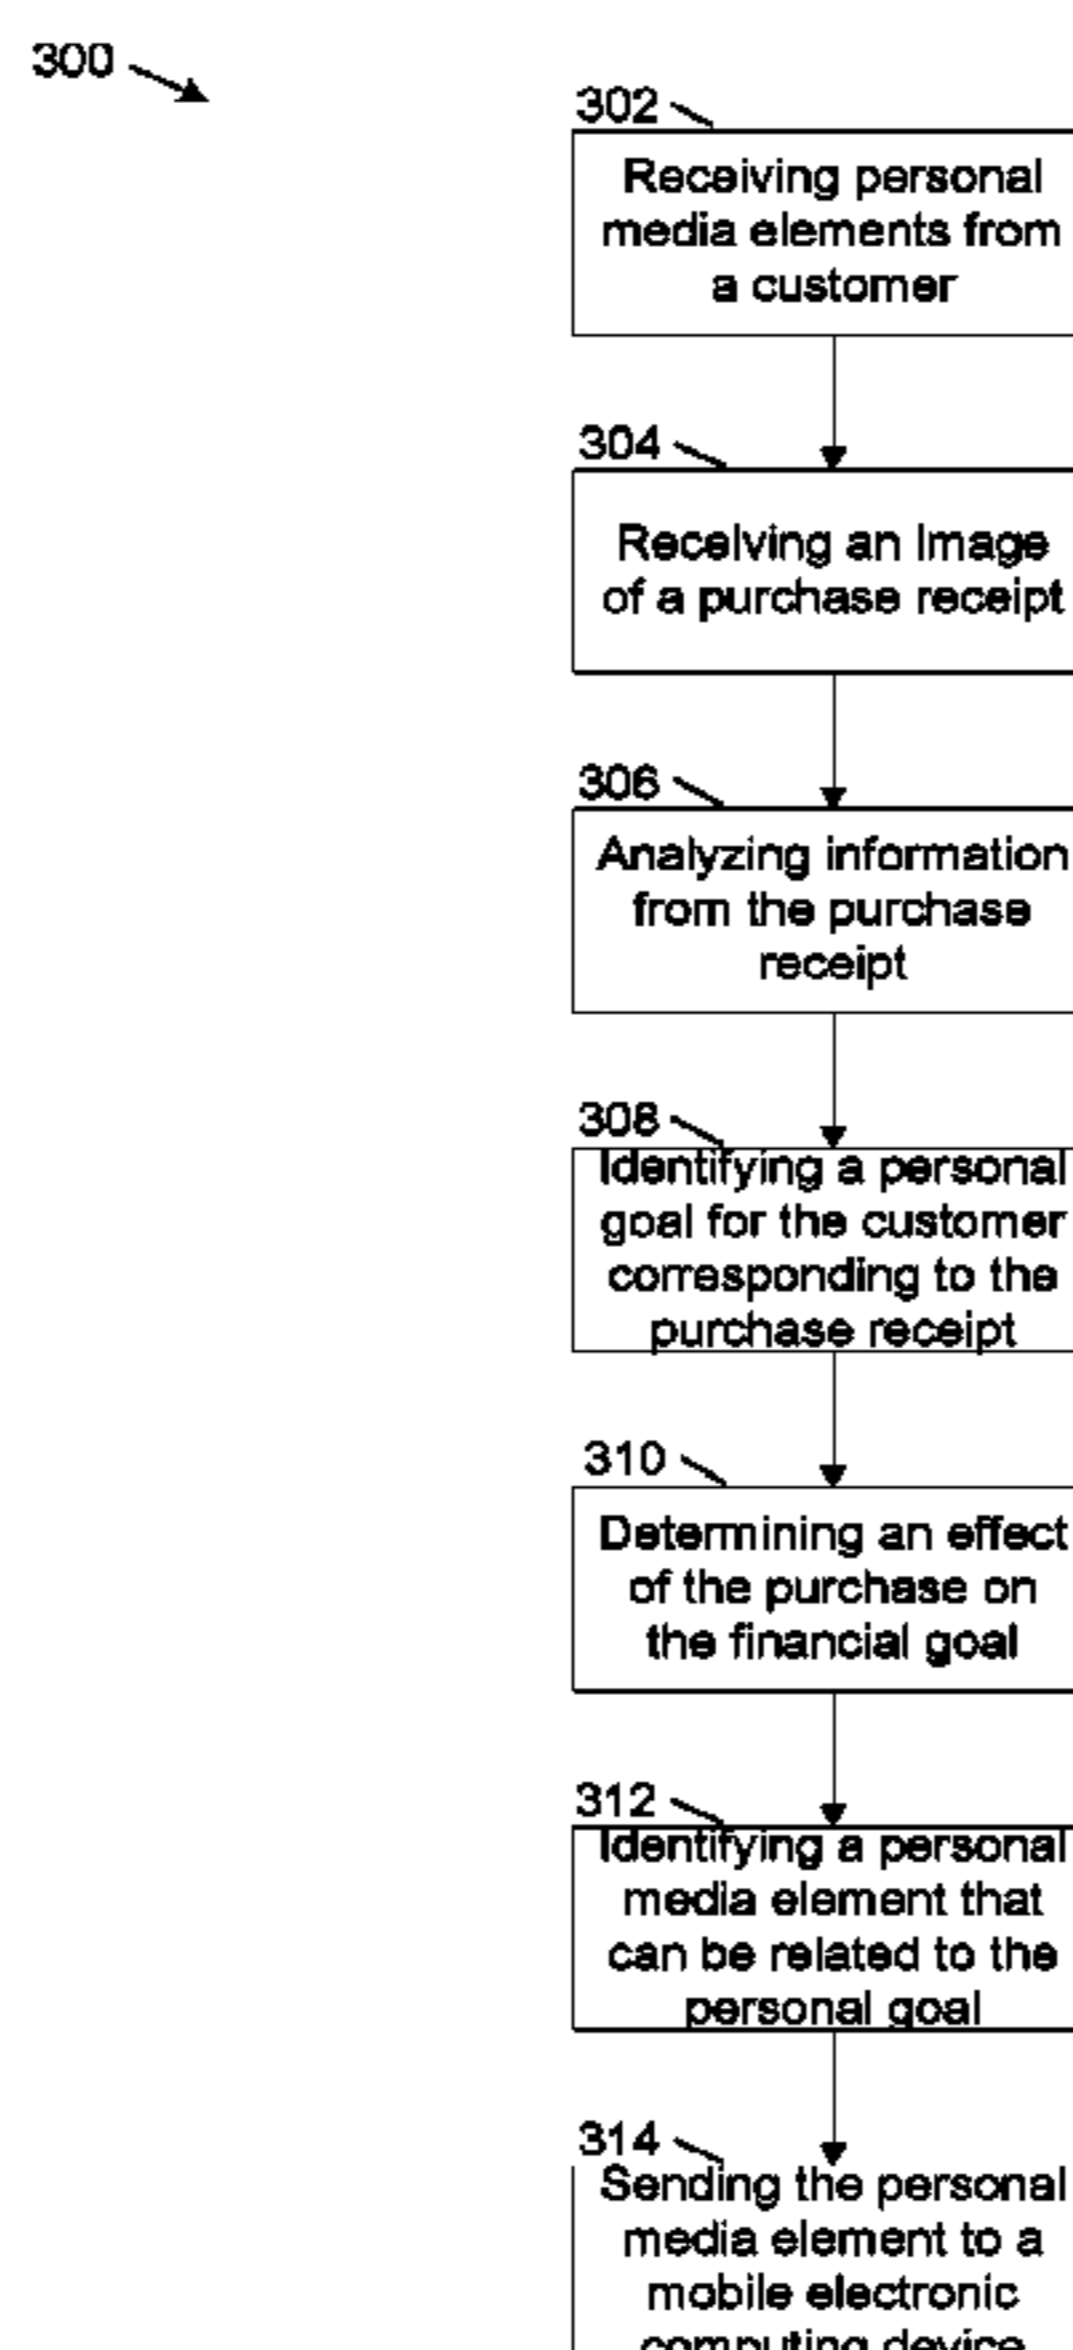 300
302
Receiving personal
media elements from
a customer
304
Receiving an image
of a purchase receipt
306
Analyzing information
from the purchase
receipt
308
Identifying a personal
goal for the customer
corresponding to the
purchase receipt
310
Determining an effect
of the purchase on
the financial goal
312
Identifying a personal
media element that
can be related to the
personal goal
314
Sending the personal
media element to a
mobile electronic
computing device